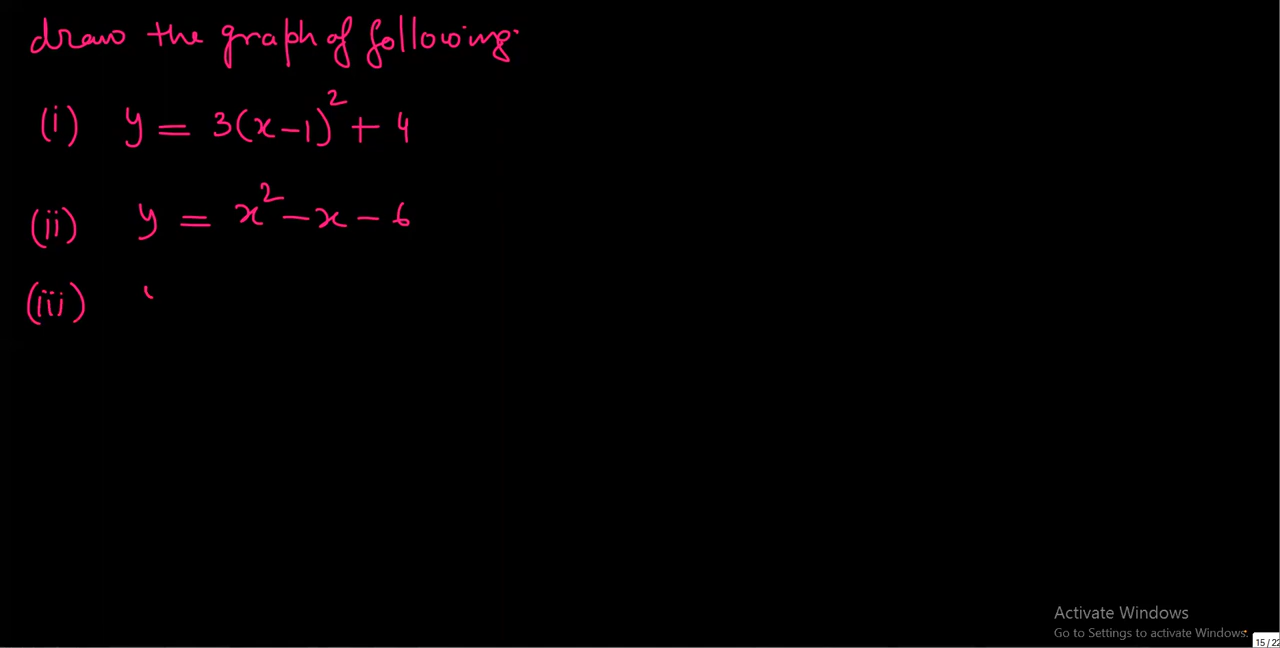 draw the graph of following.
(i) y = 3(x-1)² + 4
(ii) y = x² - x - 6
(iii)
Activate Windows
Go to Settings to activate Windows.
15 / 22